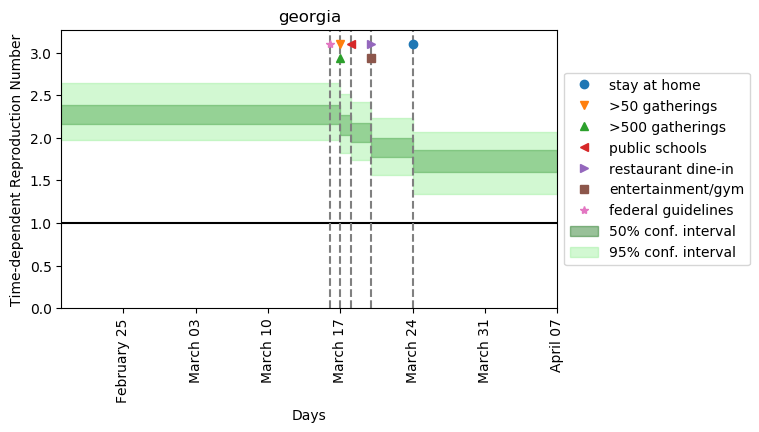 georgia
Time-dependent Reproduction Number
3.0
2.5
2.0
1.5
1.0
0.5
0.0
February 25
March 03
March 10
March 17
March 24
March 31
April 07
Days
stay at home
>50 gatherings
>500 gatherings
public schools
restaurant dine-in
entertainment/gym
federal guidelines
50% conf. interval
95% conf. interval